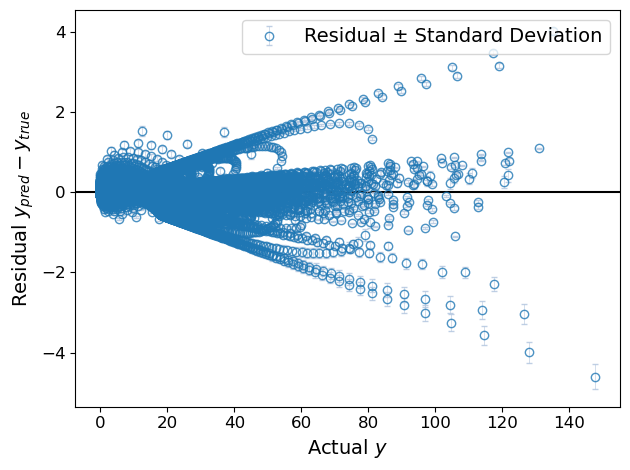 Residual ± Standard Deviation
4
2
0
−2
−4
Residual $y_{pred} - y_{true}$
0 20 40 60 80 100 120 140
Actual $y$